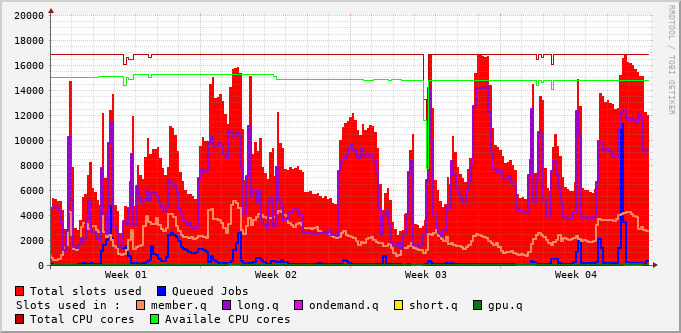 RRDTOOL / TOBI OETIKER
20000
18000
16000
14000
12000
10000
8000
6000
4000
2000
0
Week 01 Week 02 Week 03 Week 04
Total slots used Queued Jobs
Slots used in : member.q long.q ondemand.q short.q gpu.q
Total CPU cores Availale CPU cores